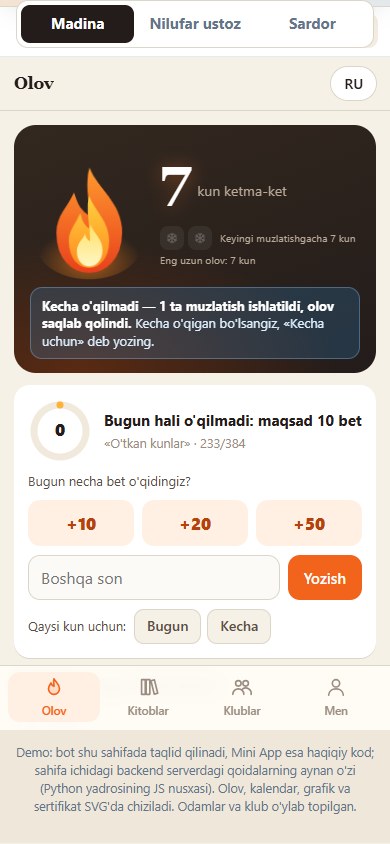 Madina
Nilufar ustoz
Sardor
Olov
RU
7 kun ketma-ket
Keyingi muzlatishgacha 7 kun
Eng uzun olov: 7 kun
Kecha o'qilmadi — 1 ta muzlatish ishlatildi, olov
saqlab qolindi. Kecha o'qigan bo'lsangiz, «Kecha
uchun» deb yozing.
0
Bugun hali o'qilmadi: maqsad 10 bet
«O'tkan kunlar» · 233/384
Bugun necha bet o'qidingiz?
+10
+20
+50
Boshqa son
Yozish
Qaysi kun uchun:
Bugun
Kecha
Olov
Kitoblar
Klublar
Men
Demo: bot shu sahifada taqlid qilinadi, Mini App esa haqiqiy kod;
sahifa ichidagi backend serverdagi qoidalarning aynan o'zi
(Python yadrosining JS nusxasi). Olov, kalendar, grafik va
sertifikat SVG'da chiziladi. Odamlar va klub o'ylab topilgan.